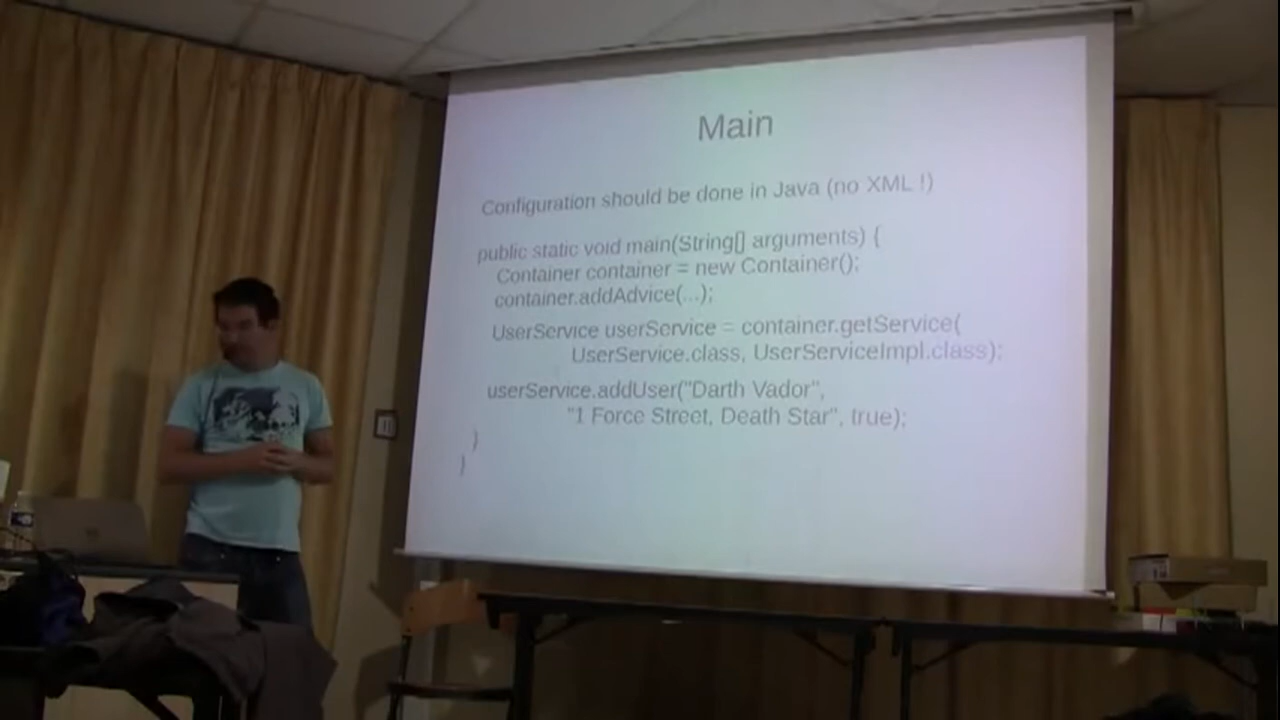 Main
Configuration should be done in Java (no XML !)
public static void main(String[] arguments) {
Container container = new Container();
container.addAdvice(...);
UserService userService = container.getService(
UserService.class, UserServiceImpl.class);
userService.addUser("Darth Vador",
"1 Force Street, Death Star", true);
}
}